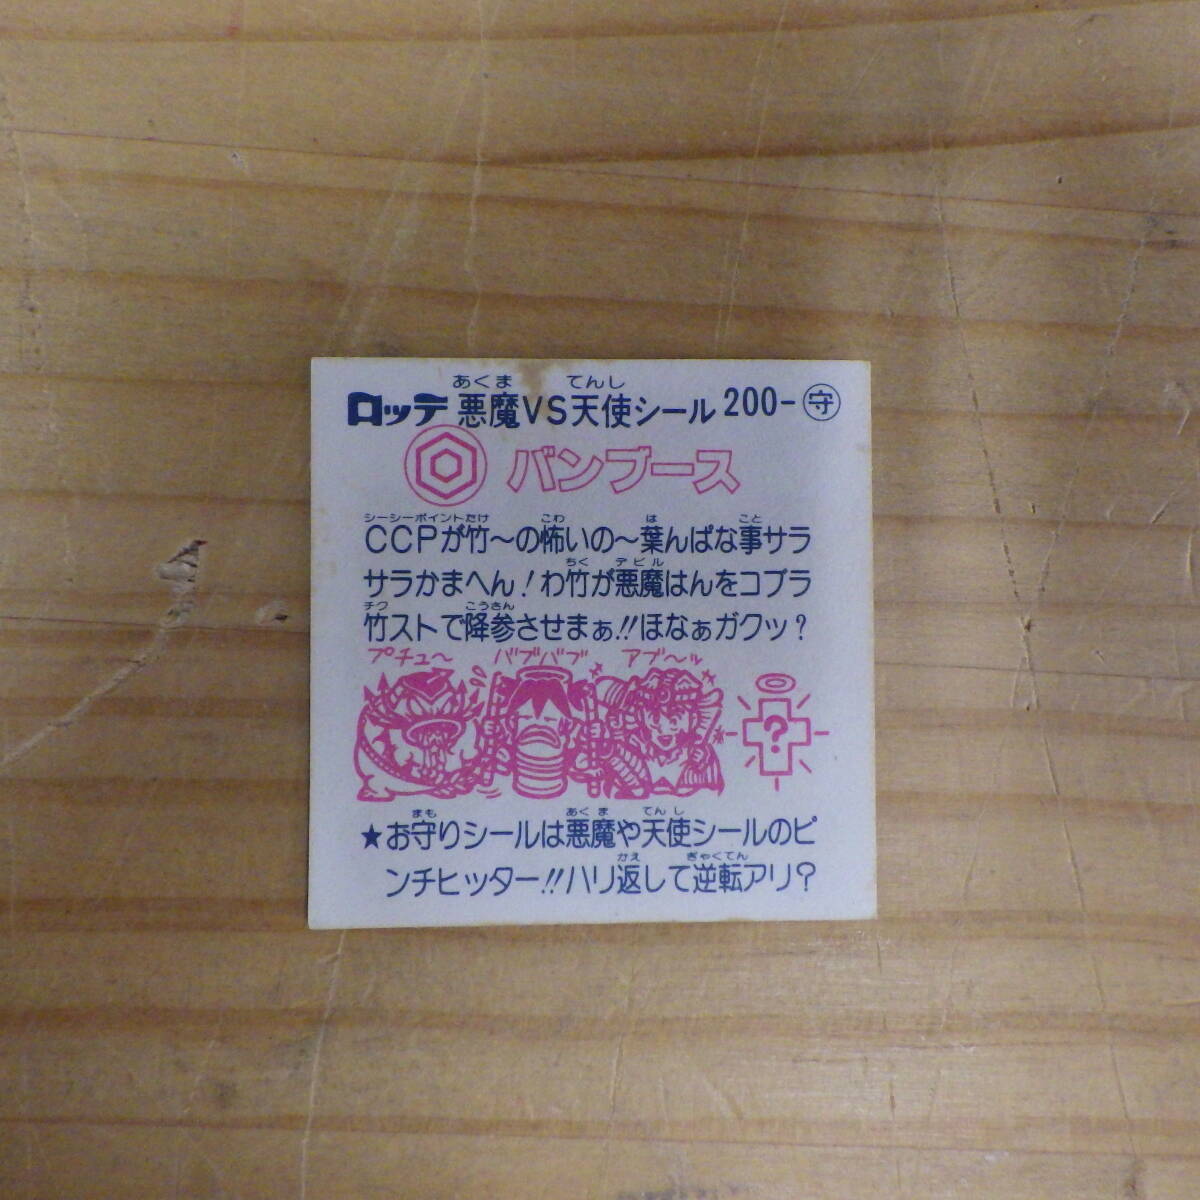 あくま てんし
ロッテ 悪魔VS天使シール 200-守
バンブース
シーシーポイントたけ こわ は こと
CCPが竹〜の怖いの〜葉んぱな事サラ
ちく デビル
サラかまへん!わ竹が悪魔はんをコブラ
チク こうさん
竹ストで降参させまぁ!!ほなぁガクッ?
プチュ〜 バブバブ アブ〜ル
?
まも あくま てんし
★お守りシールは悪魔や天使シールのピ
かえ ぎゃくてん
ンチヒッター!!ハリ返して逆転アリ?